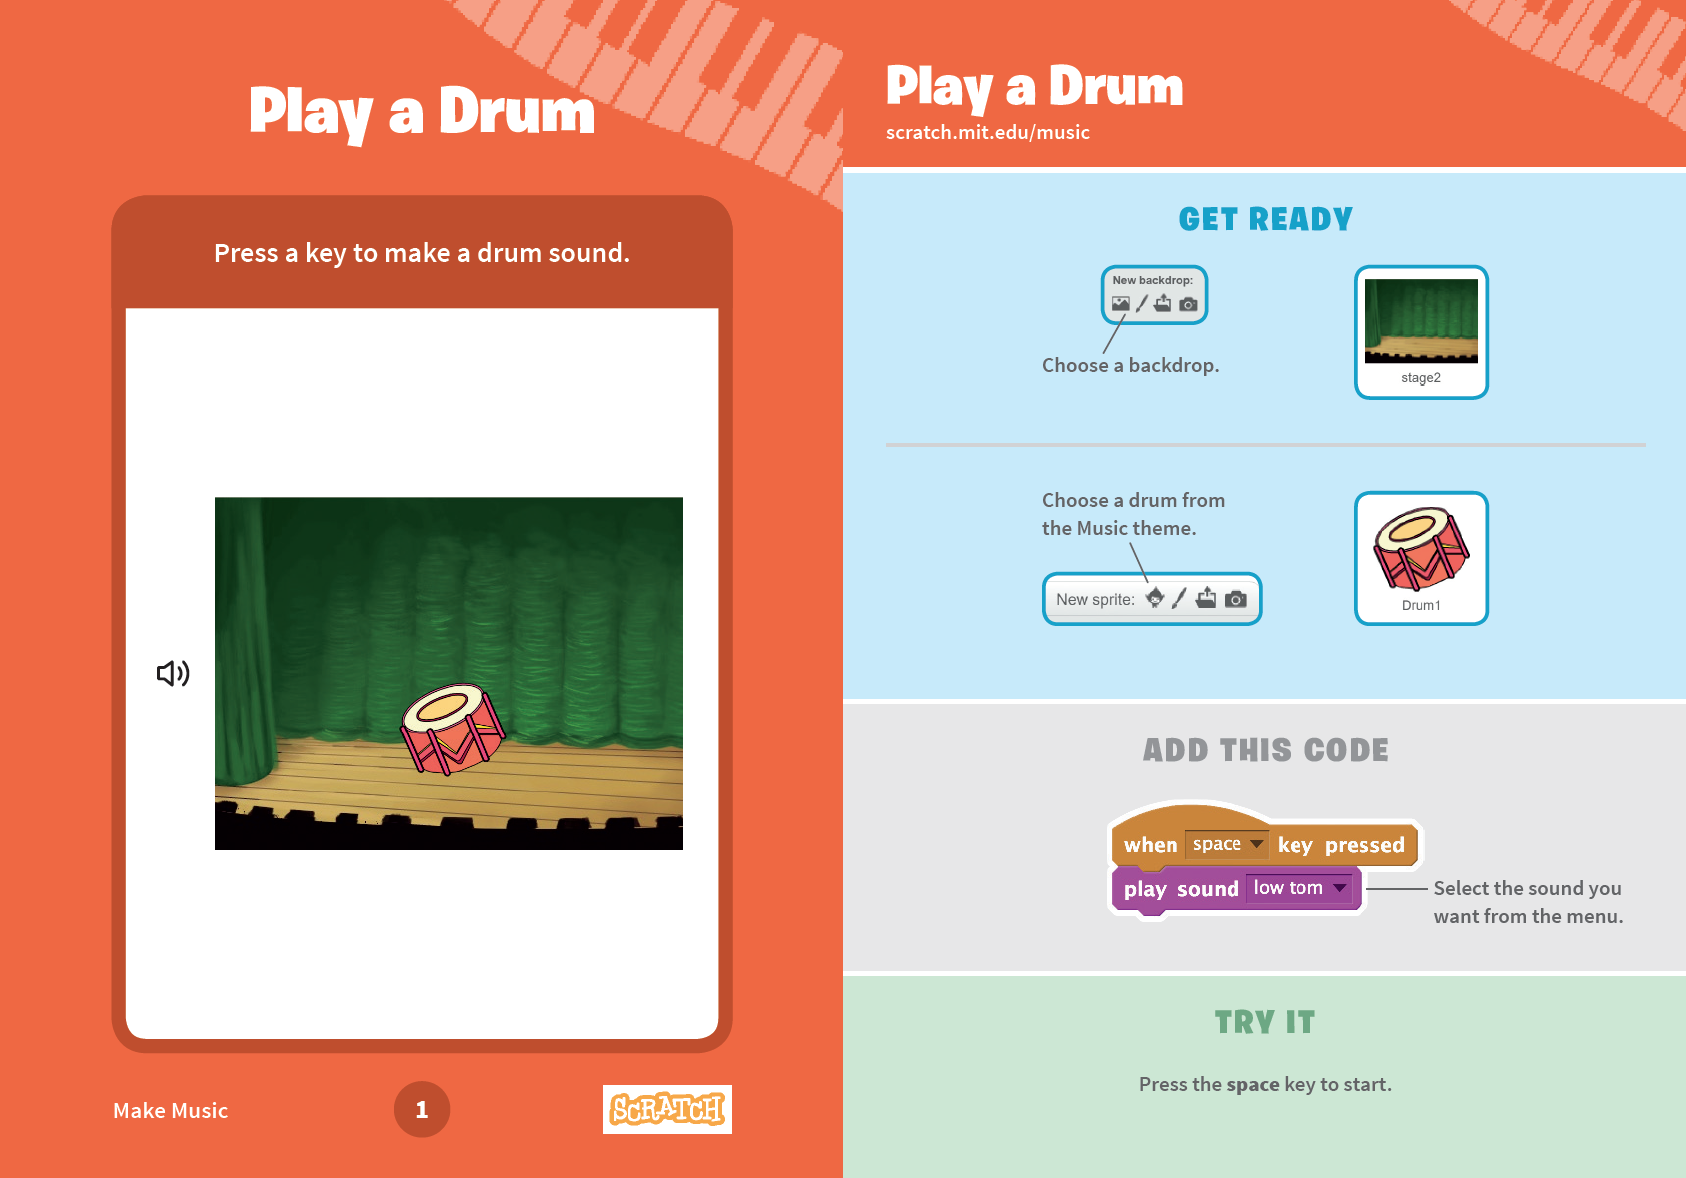 Play a Drum
Press a key to make a drum sound.
Make Music
1
SCRATCH
Play a Drum
scratch.mit.edu/music
GET READY
New backdrop:
Choose a backdrop.
stage2
Choose a drum from
the Music theme.
New sprite:
Drum1
ADD THIS CODE
when space key pressed
play sound low tom
Select the sound you
want from the menu.
TRY IT
Press the space key to start.